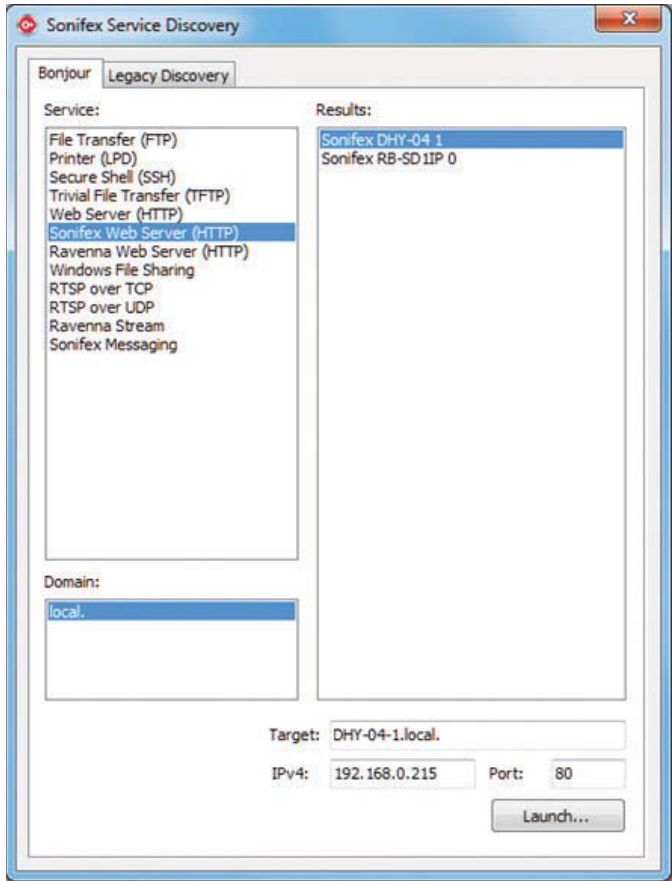 Sonifex Service Discovery
Bonjour
Legacy Discovery
Service:
File Transfer (FTP)
Printer (LPD)
Secure Shell (SSH)
Trivial File Transfer (TFTP)
Web Server (HTTP)
Sonifex Web Server (HTTP)
Ravenna Web Server (HTTP)
Windows File Sharing
RTSP over TCP
RTSP over UDP
Ravenna Stream
Sonifex Messaging
Results:
Sonifex DHY-04 1
Sonifex RB-SD1IP 0
Domain:
local.
Target: DHY-04-1.local.
IPv4: 192.168.0.215 Port: 80
Launch...